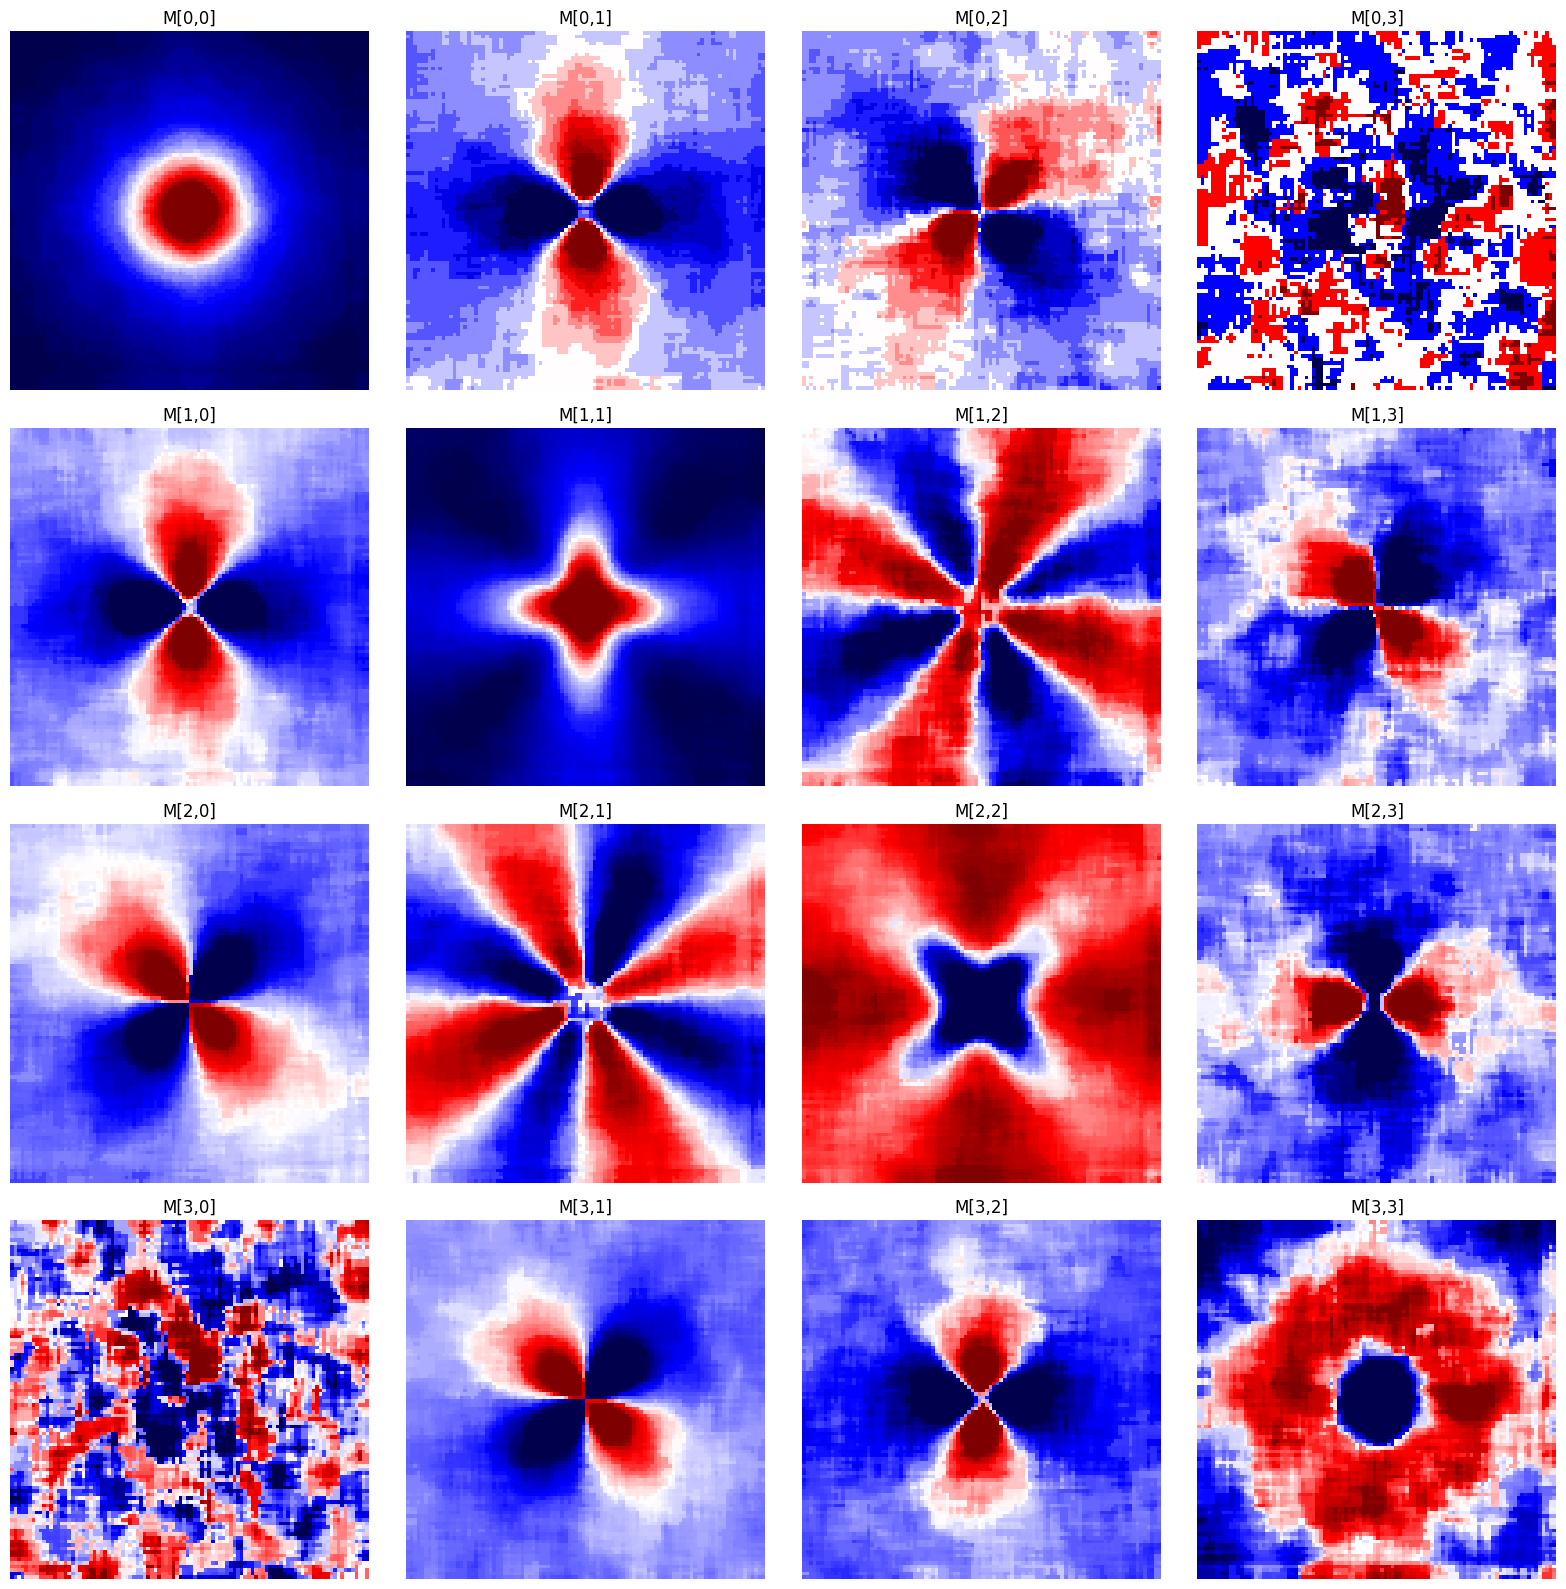 M[0,0] M[0,1] M[0,2] M[0,3]
M[1,0] M[1,1] M[1,2] M[1,3]
M[2,0] M[2,1] M[2,2] M[2,3]
M[3,0] M[3,1] M[3,2] M[3,3]